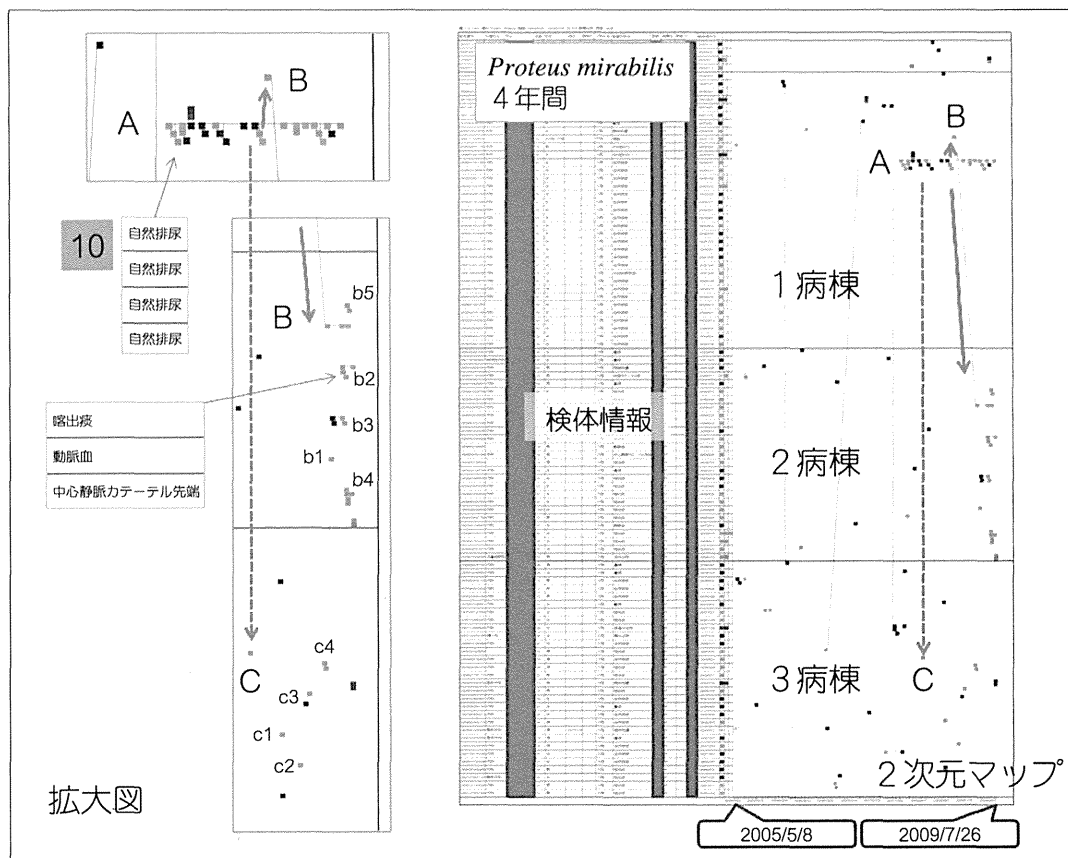 A
B
10
自然排尿
自然排尿
自然排尿
自然排尿
B
b5
b2
b3
b1
b4
喀出痰
動脈血
中心静脈カテーテル先端
C
c4
c3
c1
c2
拡大図
Proteus mirabilis
4年間
検体情報
B
A
1病棟
2病棟
3病棟
C
2次元マップ
2005/5/8
2009/7/26